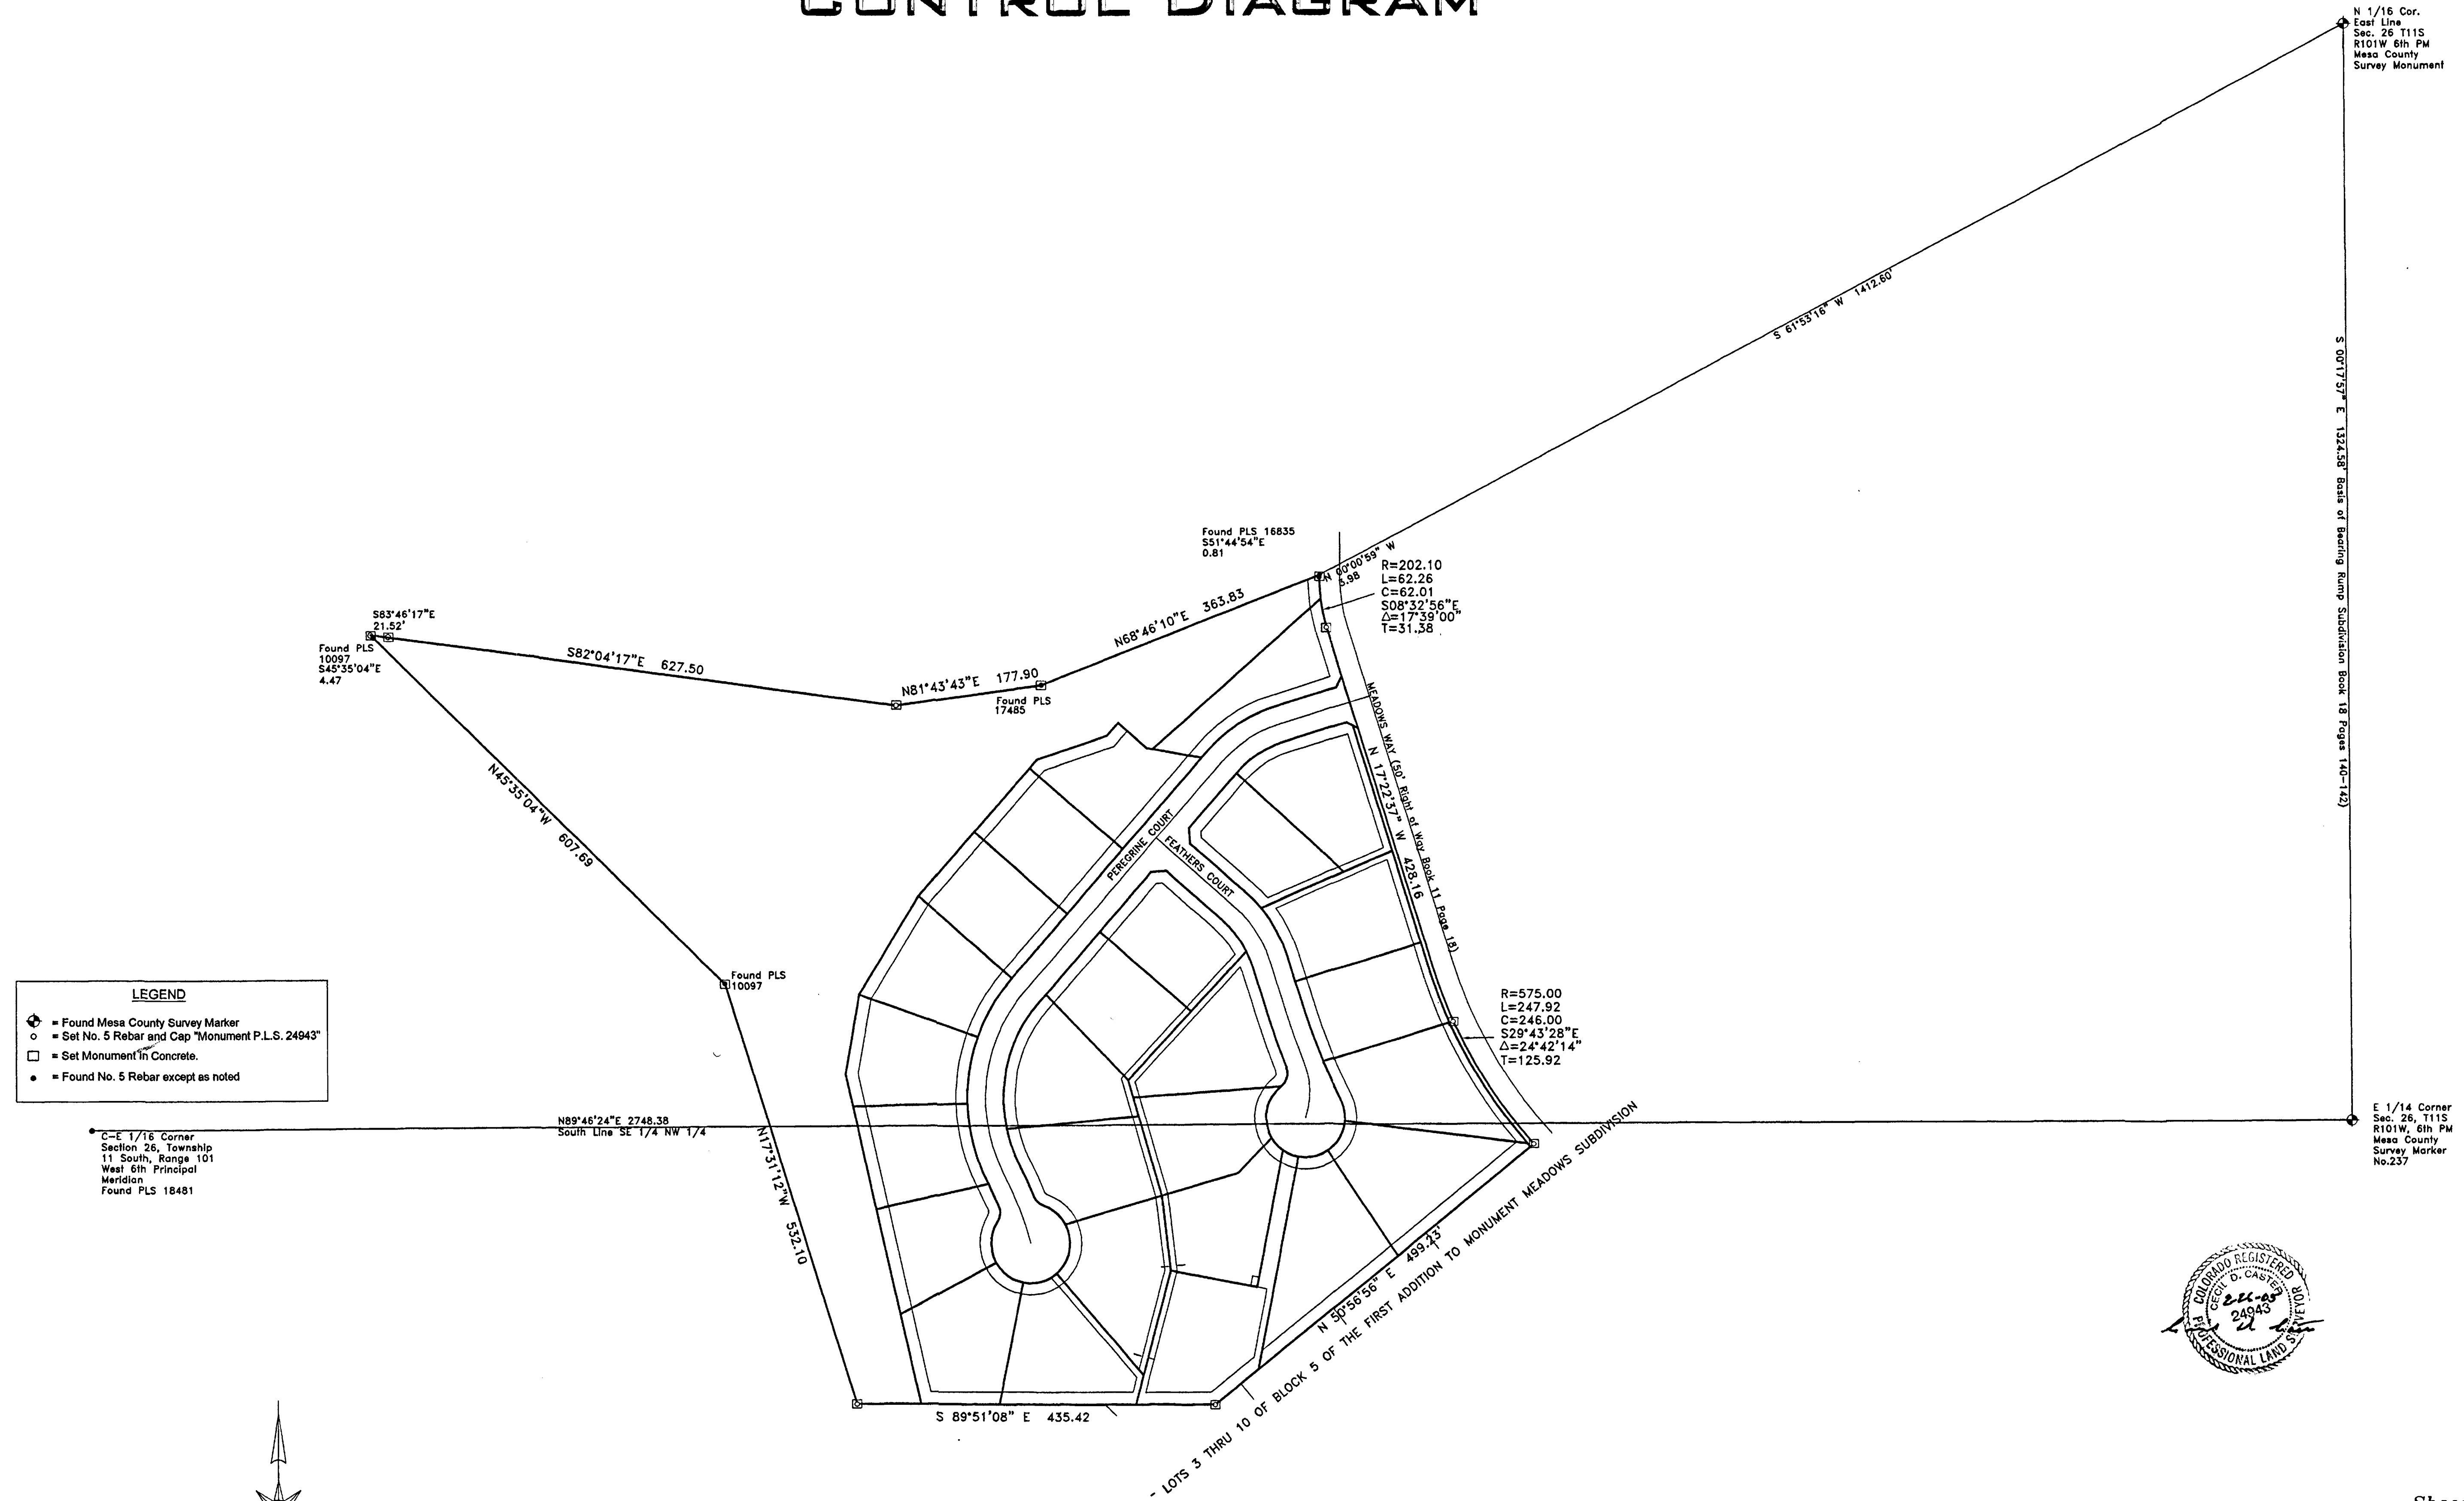 CONTROL DIAGRAM
N 1/16 Cor.
East Line
Sec. 26 T11S
R101W 6th PM
Mesa County
Survey Monument
S 61°53'16" W 1412.60'
S 00°17'57" E 1324.58' Basis of Bearing Rump Subdivision Book 18 Pages 140-142)
Found PLS 16835
S51°44'54"E
0.81
N 00°00'59" W
R=202.10
L=62.26
C=62.01
S08°32'56"E
Δ=17°39'00"
T=31.38
S83°46'17"E
21.52'
Found PLS
10097
S45°35'04"E
4.47
S82°04'17"E 627.50
N81°43'43"E 177.90
Found PLS
17485
N68°46'10"E 363.83
MEADOWS WAY (50' Right of Way Book 11 Page 18)
N 17°22'37" W 428.16
N45°35'04"W 607.69
PEREGRINE COURT
FEATHERS COURT
Found PLS
10097
R=575.00
L=247.92
C=246.00
S29°43'28"E
Δ=24°42'14"
T=125.92
LEGEND
= Found Mesa County Survey Marker
= Set No. 5 Rebar and Cap "Monument P.L.S. 24943"
= Set Monument in Concrete.
= Found No. 5 Rebar except as noted
N89°46'24"E 2748.38
South Line SE 1/4 NW 1/4
C-E 1/16 Corner
Section 26, Township
11 South, Range 101
West 6th Principal
Meridian
Found PLS 18481
E 1/14 Corner
Sec. 26, T11S
R101W, 6th PM
Mesa County
Survey Marker
No.237
N17°31'12"W 532.10
N 50°56'56" E 499.23'
- LOTS 3 THRU 10 OF BLOCK 5 OF THE FIRST ADDITION TO MONUMENT MEADOWS SUBDIVISION
S 89°51'08" E 435.42
COLORADO REGISTERED
CECIL D. CASTER
24943
PROFESSIONAL LAND SURVEYOR